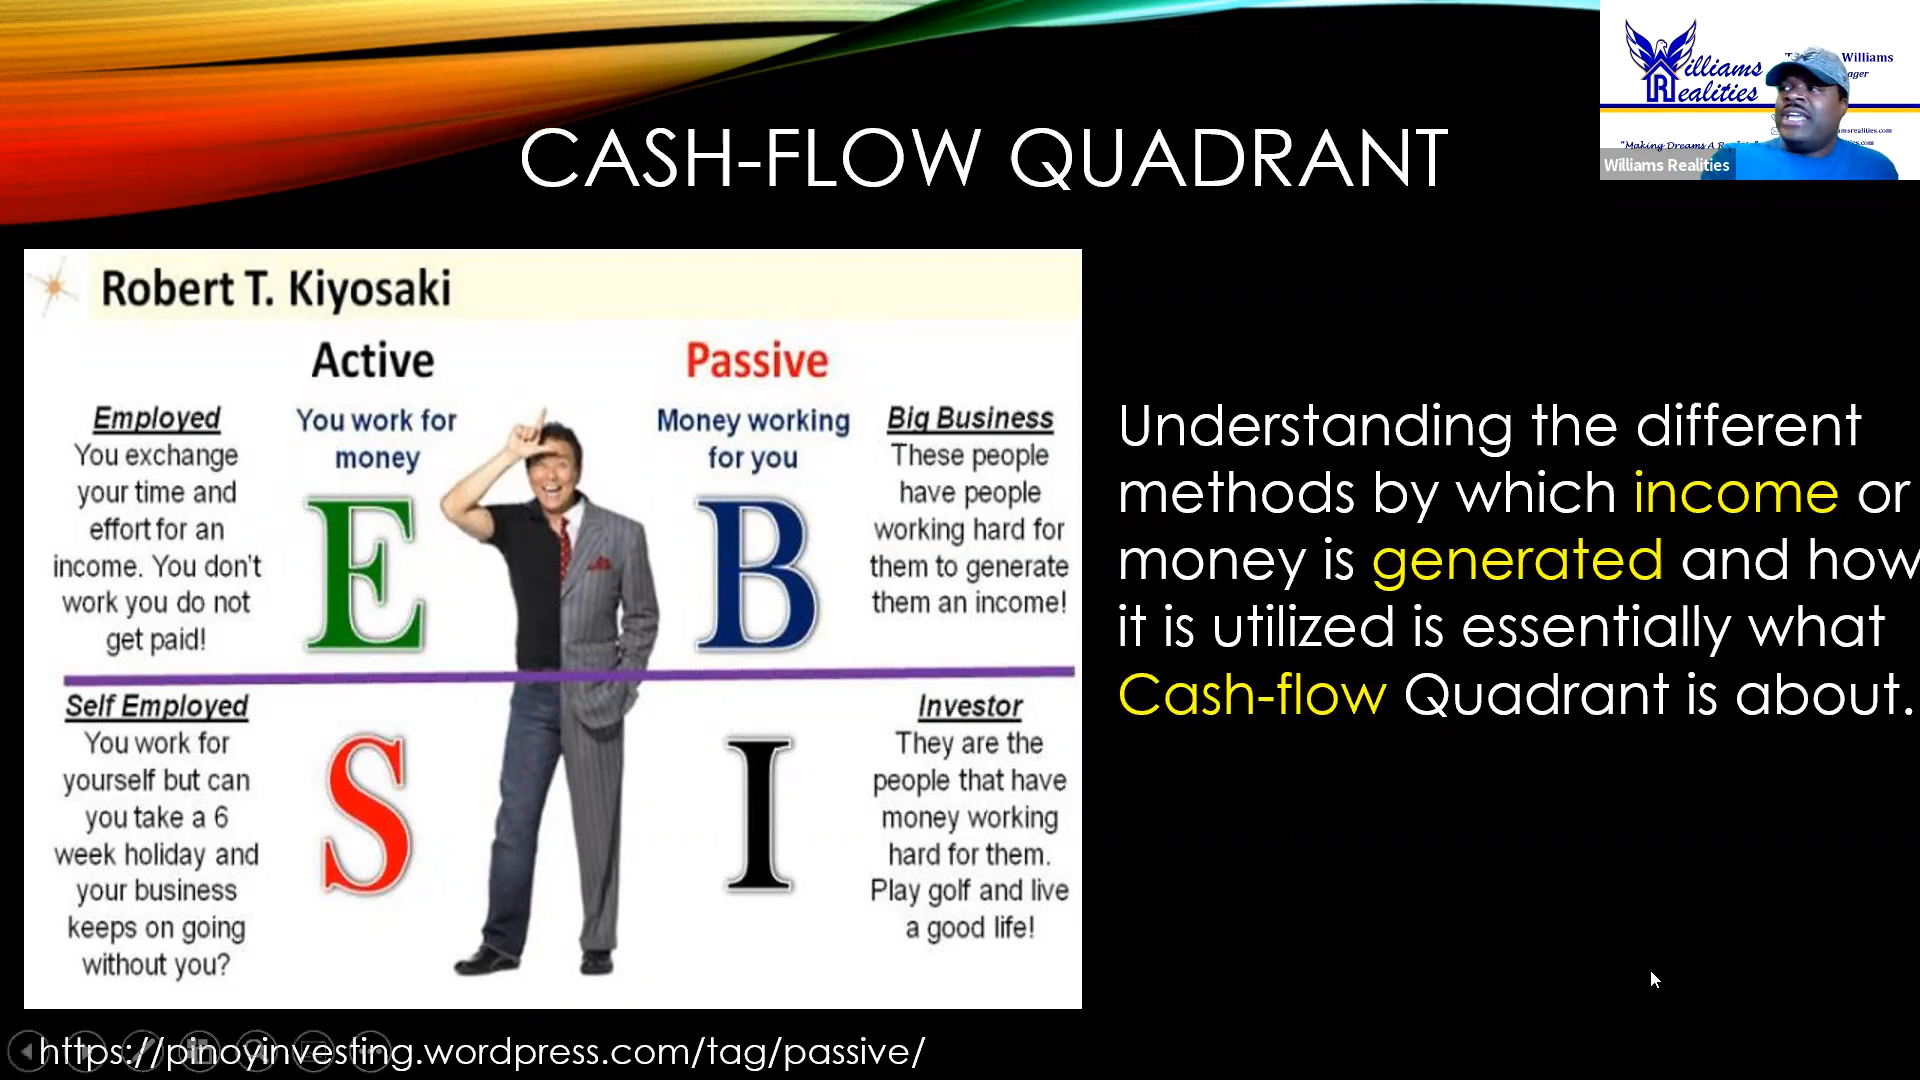 CASH-FLOW QUADRANT
Williams
Realities
Williams
"Making Dreams A
Williams Realities
Robert T. Kiyosaki
Active
Passive
Employed
You exchange
your time and
effort for an
income. You don't
work you do not
get paid!
You work for
money
E
Money working
for you
B
Big Business
These people
have people
working hard for
them to generate
them an income!
Self Employed
You work for
yourself but can
you take a 6
week holiday and
your business
keeps on going
without you?
S
I
Investor
They are the
people that have
money working
hard for them.
Play golf and live
a good life!
Understanding the different
methods by which income or
money is generated and how
it is utilized is essentially what
Cash-flow Quadrant is about.
https://pinoyinvesting.wordpress.com/tag/passive/